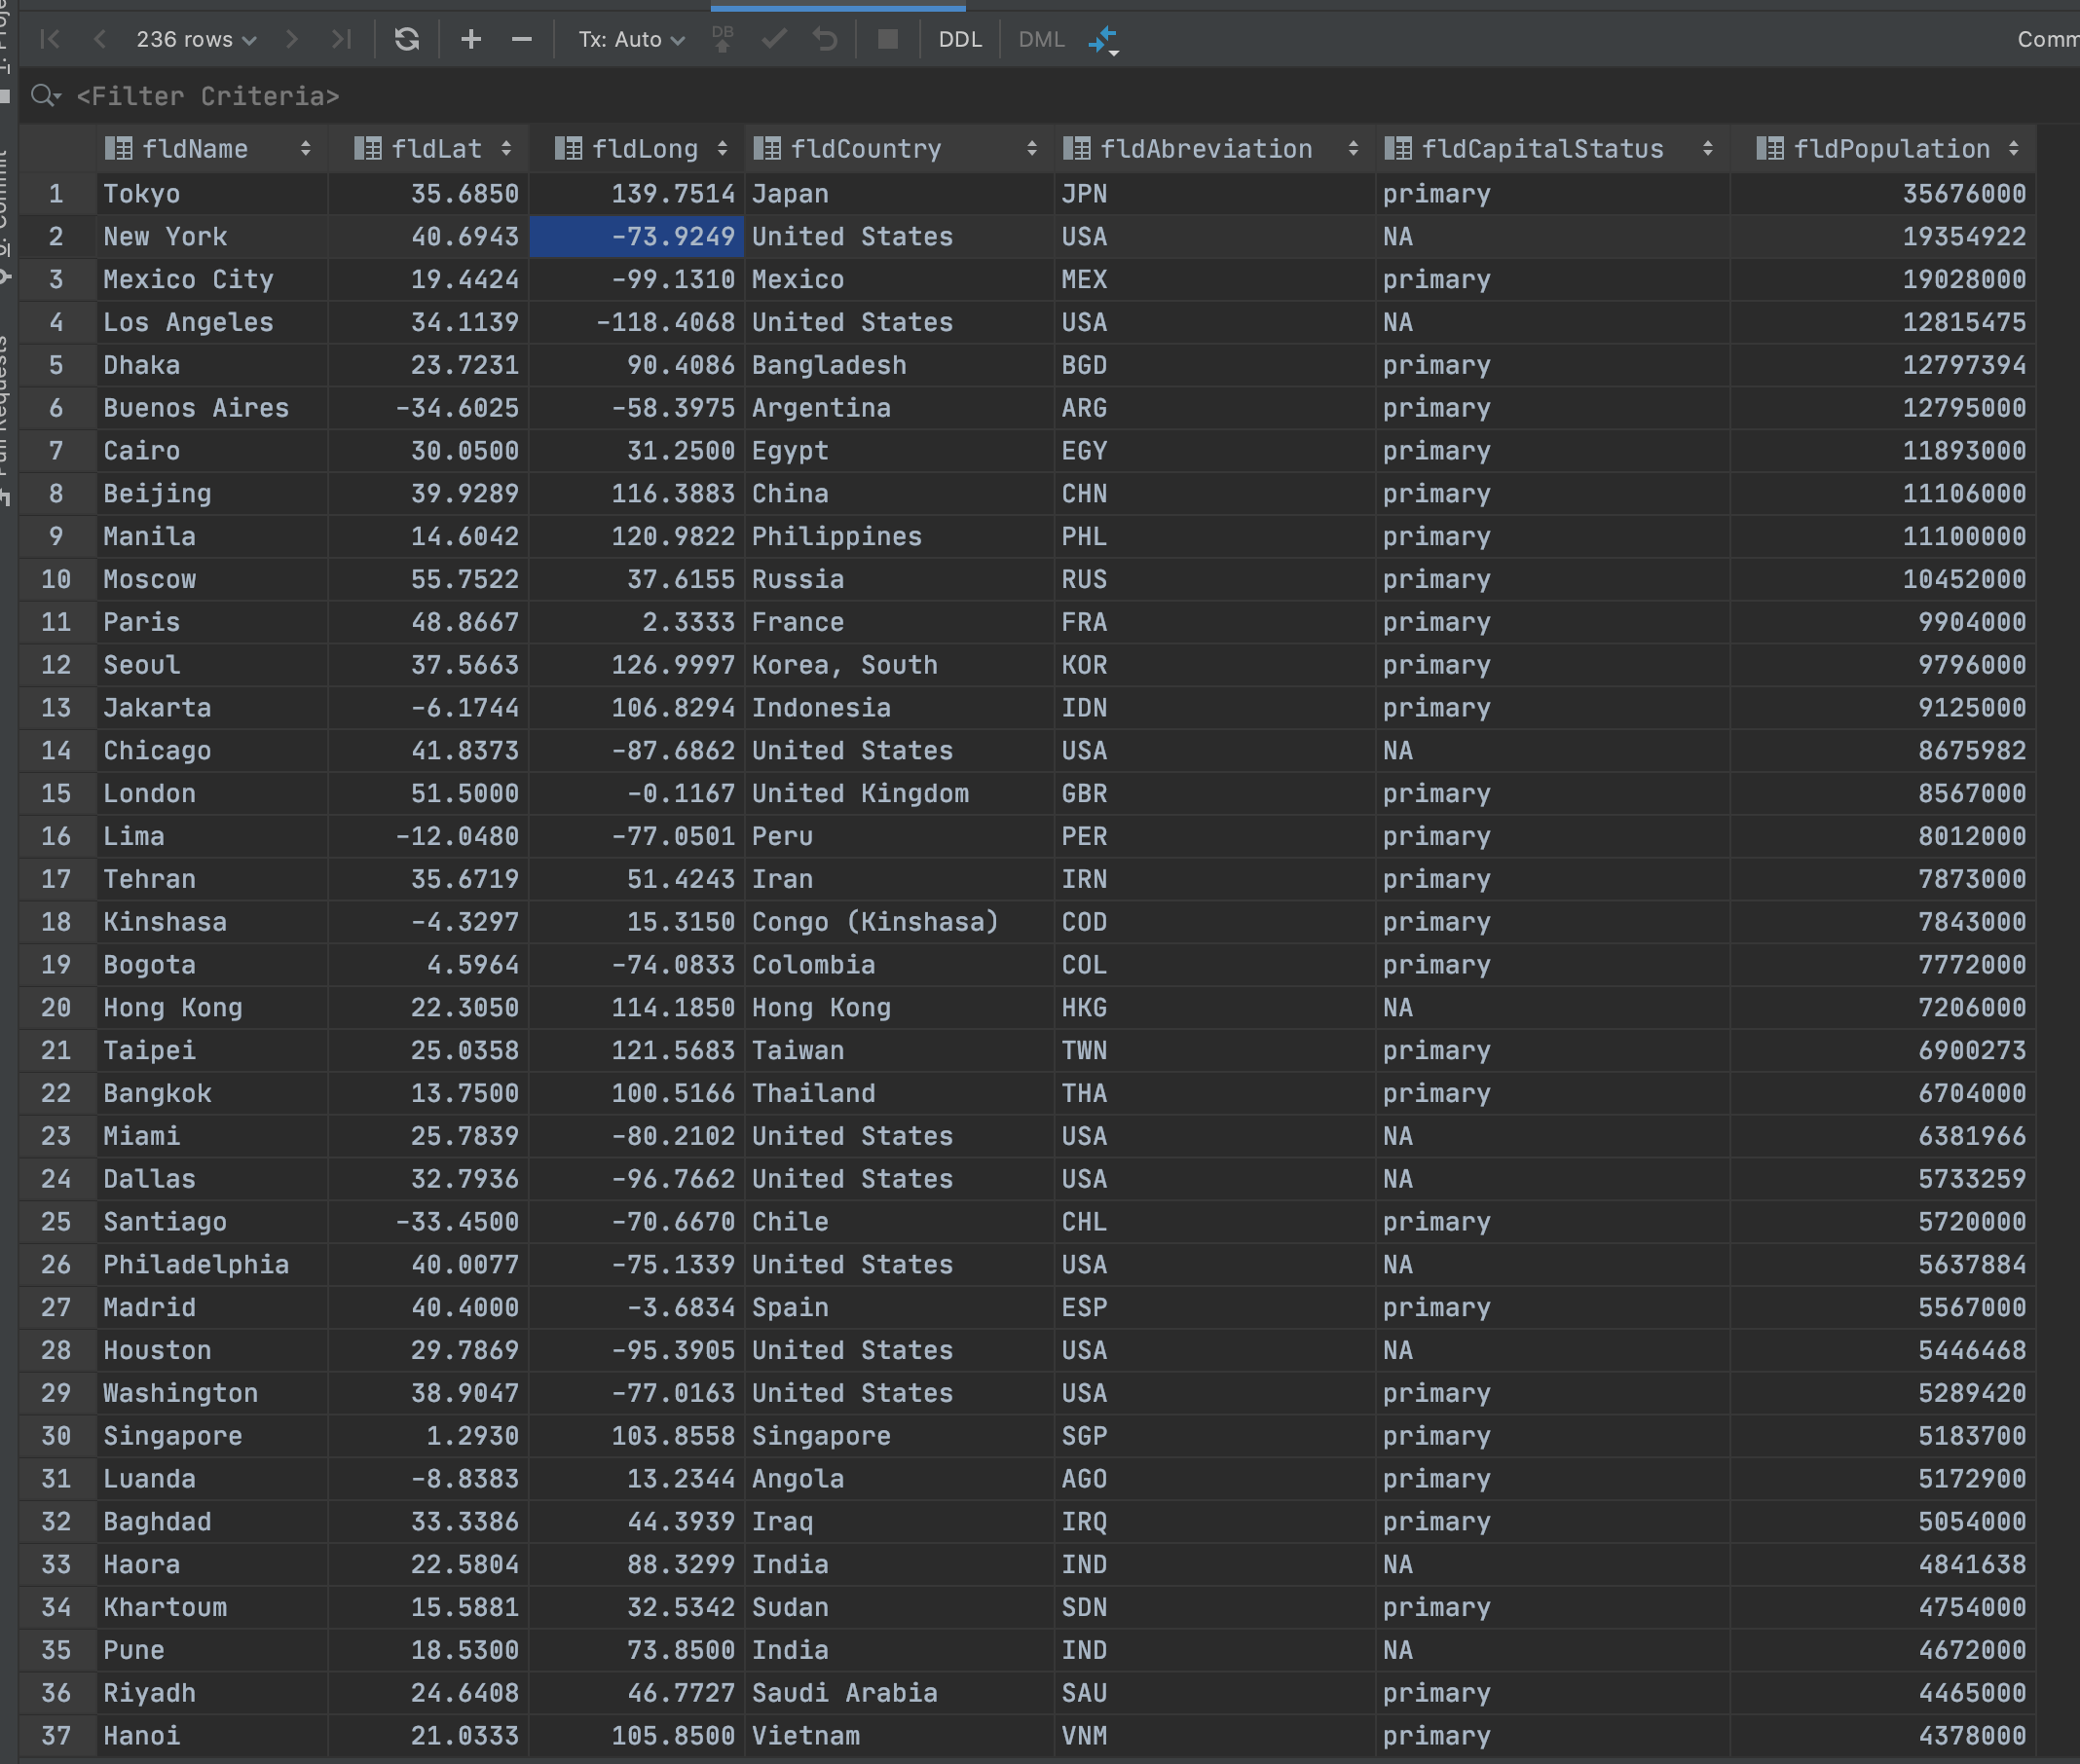 236 rows Tx: Auto DB DDL DML Comm
<Filter Criteria>
fldName fldLat fldLong fldCountry fldAbreviation fldCapitalStatus fldPopulation
1 Tokyo 35.6850 139.7514 Japan JPN primary 35676000
2 New York 40.6943 -73.9249 United States USA NA 19354922
3 Mexico City 19.4424 -99.1310 Mexico MEX primary 19028000
4 Los Angeles 34.1139 -118.4068 United States USA NA 12815475
5 Dhaka 23.7231 90.4086 Bangladesh BGD primary 12797394
6 Buenos Aires -34.6025 -58.3975 Argentina ARG primary 12795000
7 Cairo 30.0500 31.2500 Egypt EGY primary 11893000
8 Beijing 39.9289 116.3883 China CHN primary 11106000
9 Manila 14.6042 120.9822 Philippines PHL primary 11100000
10 Moscow 55.7522 37.6155 Russia RUS primary 10452000
11 Paris 48.8667 2.3333 France FRA primary 9904000
12 Seoul 37.5663 126.9997 Korea, South KOR primary 9796000
13 Jakarta -6.1744 106.8294 Indonesia IDN primary 9125000
14 Chicago 41.8373 -87.6862 United States USA NA 8675982
15 London 51.5000 -0.1167 United Kingdom GBR primary 8567000
16 Lima -12.0480 -77.0501 Peru PER primary 8012000
17 Tehran 35.6719 51.4243 Iran IRN primary 7873000
18 Kinshasa -4.3297 15.3150 Congo (Kinshasa) COD primary 7843000
19 Bogota 4.5964 -74.0833 Colombia COL primary 7772000
20 Hong Kong 22.3050 114.1850 Hong Kong HKG NA 7206000
21 Taipei 25.0358 121.5683 Taiwan TWN primary 6900273
22 Bangkok 13.7500 100.5166 Thailand THA primary 6704000
23 Miami 25.7839 -80.2102 United States USA NA 6381966
24 Dallas 32.7936 -96.7662 United States USA NA 5733259
25 Santiago -33.4500 -70.6670 Chile CHL primary 5720000
26 Philadelphia 40.0077 -75.1339 United States USA NA 5637884
27 Madrid 40.4000 -3.6834 Spain ESP primary 5567000
28 Houston 29.7869 -95.3905 United States USA NA 5446468
29 Washington 38.9047 -77.0163 United States USA primary 5289420
30 Singapore 1.2930 103.8558 Singapore SGP primary 5183700
31 Luanda -8.8383 13.2344 Angola AGO primary 5172900
32 Baghdad 33.3386 44.3939 Iraq IRQ primary 5054000
33 Haora 22.5804 88.3299 India IND NA 4841638
34 Khartoum 15.5881 32.5342 Sudan SDN primary 4754000
35 Pune 18.5300 73.8500 India IND NA 4672000
36 Riyadh 24.6408 46.7727 Saudi Arabia SAU primary 4465000
37 Hanoi 21.0333 105.8500 Vietnam VNM primary 4378000